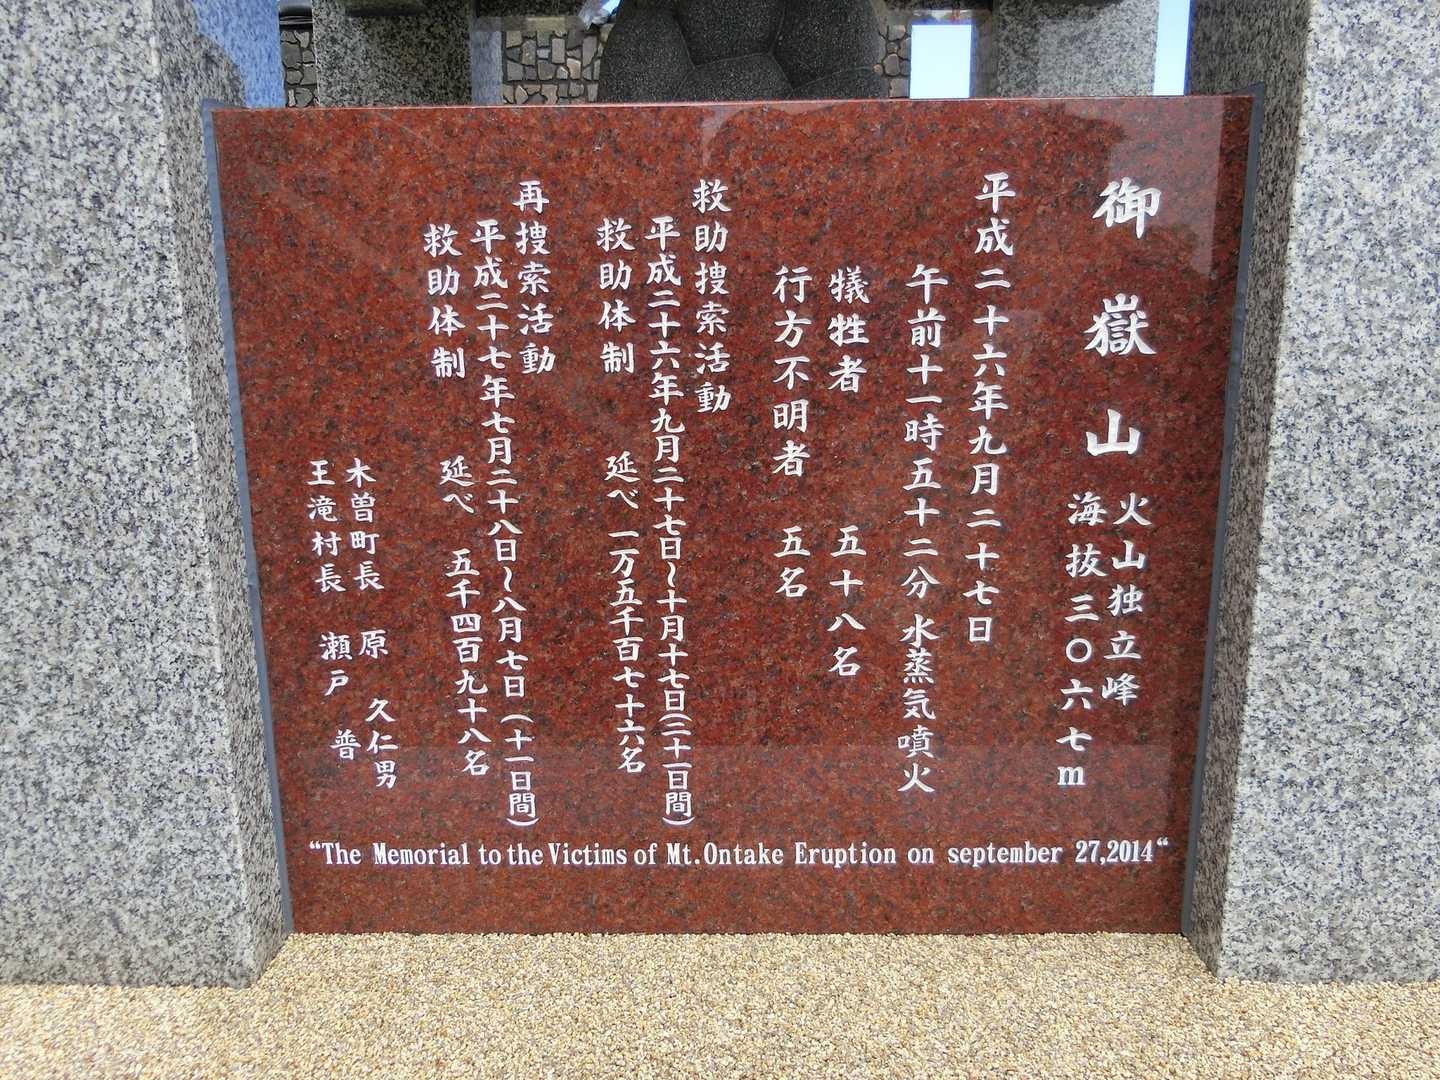 御嶽山
火山独立峰
海抜三〇六七m
平成二十六年九月二十七日
午前十一時五十二分 水蒸気噴火
犠牲者 五十八名
行方不明者 五名
救助捜索活動
平成二十六年九月二十七日~十月十七日(二十一日間)
救助体制 延べ 一万五千百七十六名
再捜索活動
平成二十七年七月二十八日~八月七日(十一日間)
救助体制 延べ 五千四百九十八名
木曽町長 原 久仁男
王滝村長 瀬戸 普
“The Memorial to the Victims of Mt.Ontake Eruption on september 27,2014“